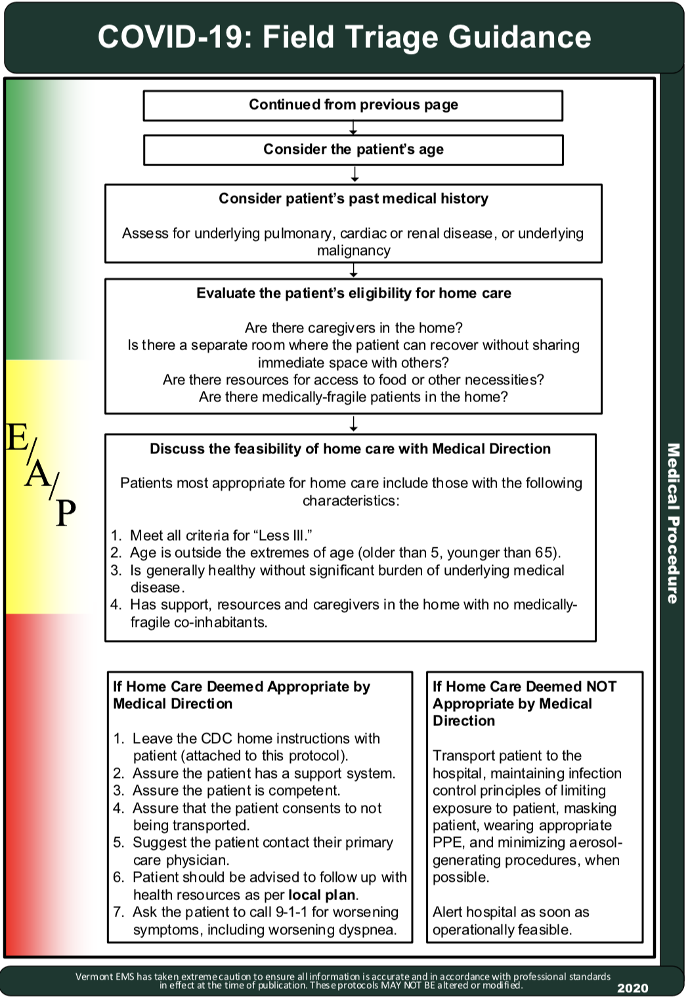 COVID-19: Field Triage Guidance
Continued from previous page
Consider the patient's age
Consider patient's past medical history
Assess for underlying pulmonary, cardiac or renal disease, or underlying
malignancy
Evaluate the patient's eligibility for home care
Are there caregivers in the home?
Is there a separate room where the patient can recover without sharing
immediate space with others?
Are there resources for access to food or other necessities?
Are there medically-fragile patients in the home?
E/
A/
P
Discuss the feasibility of home care with Medical Direction
Patients most appropriate for home care include those with the following
characteristics:
1. Meet all criteria for “Less Ill.”
2. Age is outside the extremes of age (older than 5, younger than 65).
3. Is generally healthy without significant burden of underlying medical
disease.
4. Has support, resources and caregivers in the home with no medically-
fragile co-inhabitants.
Medical Procedure
If Home Care Deemed Appropriate by
Medical Direction
1. Leave the CDC home instructions with
patient (attached to this protocol).
2. Assure the patient has a support system.
3. Assure the patient is competent.
4. Assure that the patient consents to not
being transported.
5. Suggest the patient contact their primary
care physician.
6. Patient should be advised to follow up with
health resources as per local plan.
7. Ask the patient to call 9-1-1 for worsening
symptoms, including worsening dyspnea.
If Home Care Deemed NOT
Appropriate by Medical
Direction
Transport patient to the
hospital, maintaining infection
control principles of limiting
exposure to patient, masking
patient, wearing appropriate
PPE, and minimizing aerosol-
generating procedures, when
possible.
Alert hospital as soon as
operationally feasible.
Vermont EMS has taken extreme caution to ensure all information is accurate and in accordance with professional standards
in effect at the time of publication. These protocols MAY NOT BE altered or modified.
2020